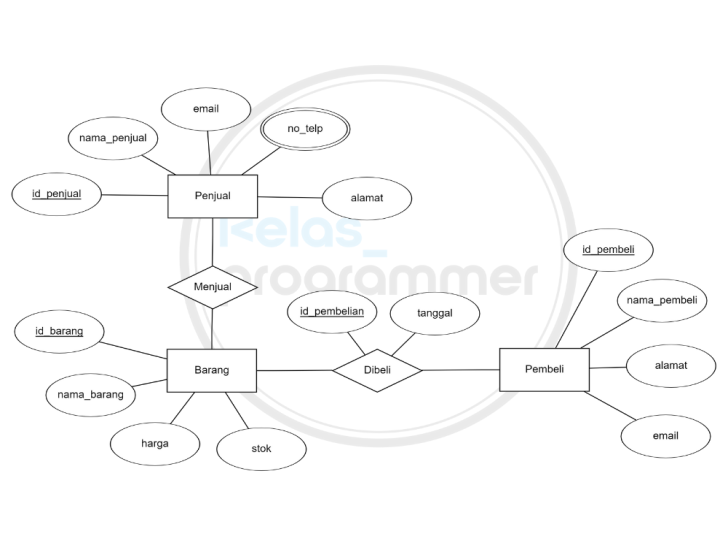 email
nama_penjual
no_telp
id_penjual
Penjual
alamat
Kelas_
programmer
Menjual
id_pembeli
nama_pembeli
id_pembelian
tanggal
id_barang
Barang
Dibeli
Pembeli
alamat
nama_barang
harga
stok
email